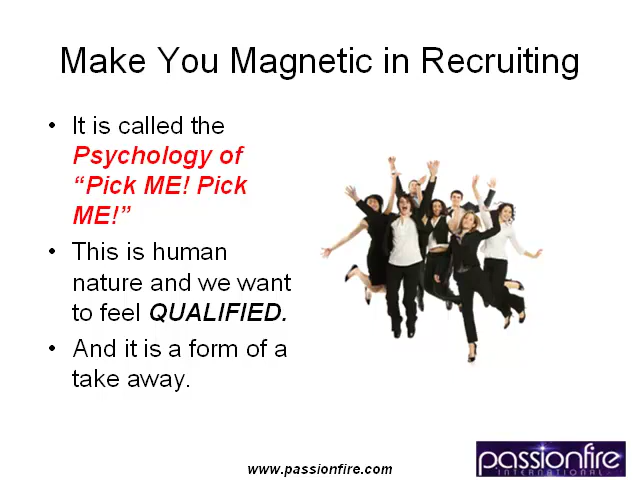 Make You Magnetic in Recruiting
• It is called the
Psychology of
“Pick ME! Pick
ME!”
• This is human
nature and we want
to feel QUALIFIED.
• And it is a form of a
take away.
www.passionfire.com
passionfire
INTERNATIONAL